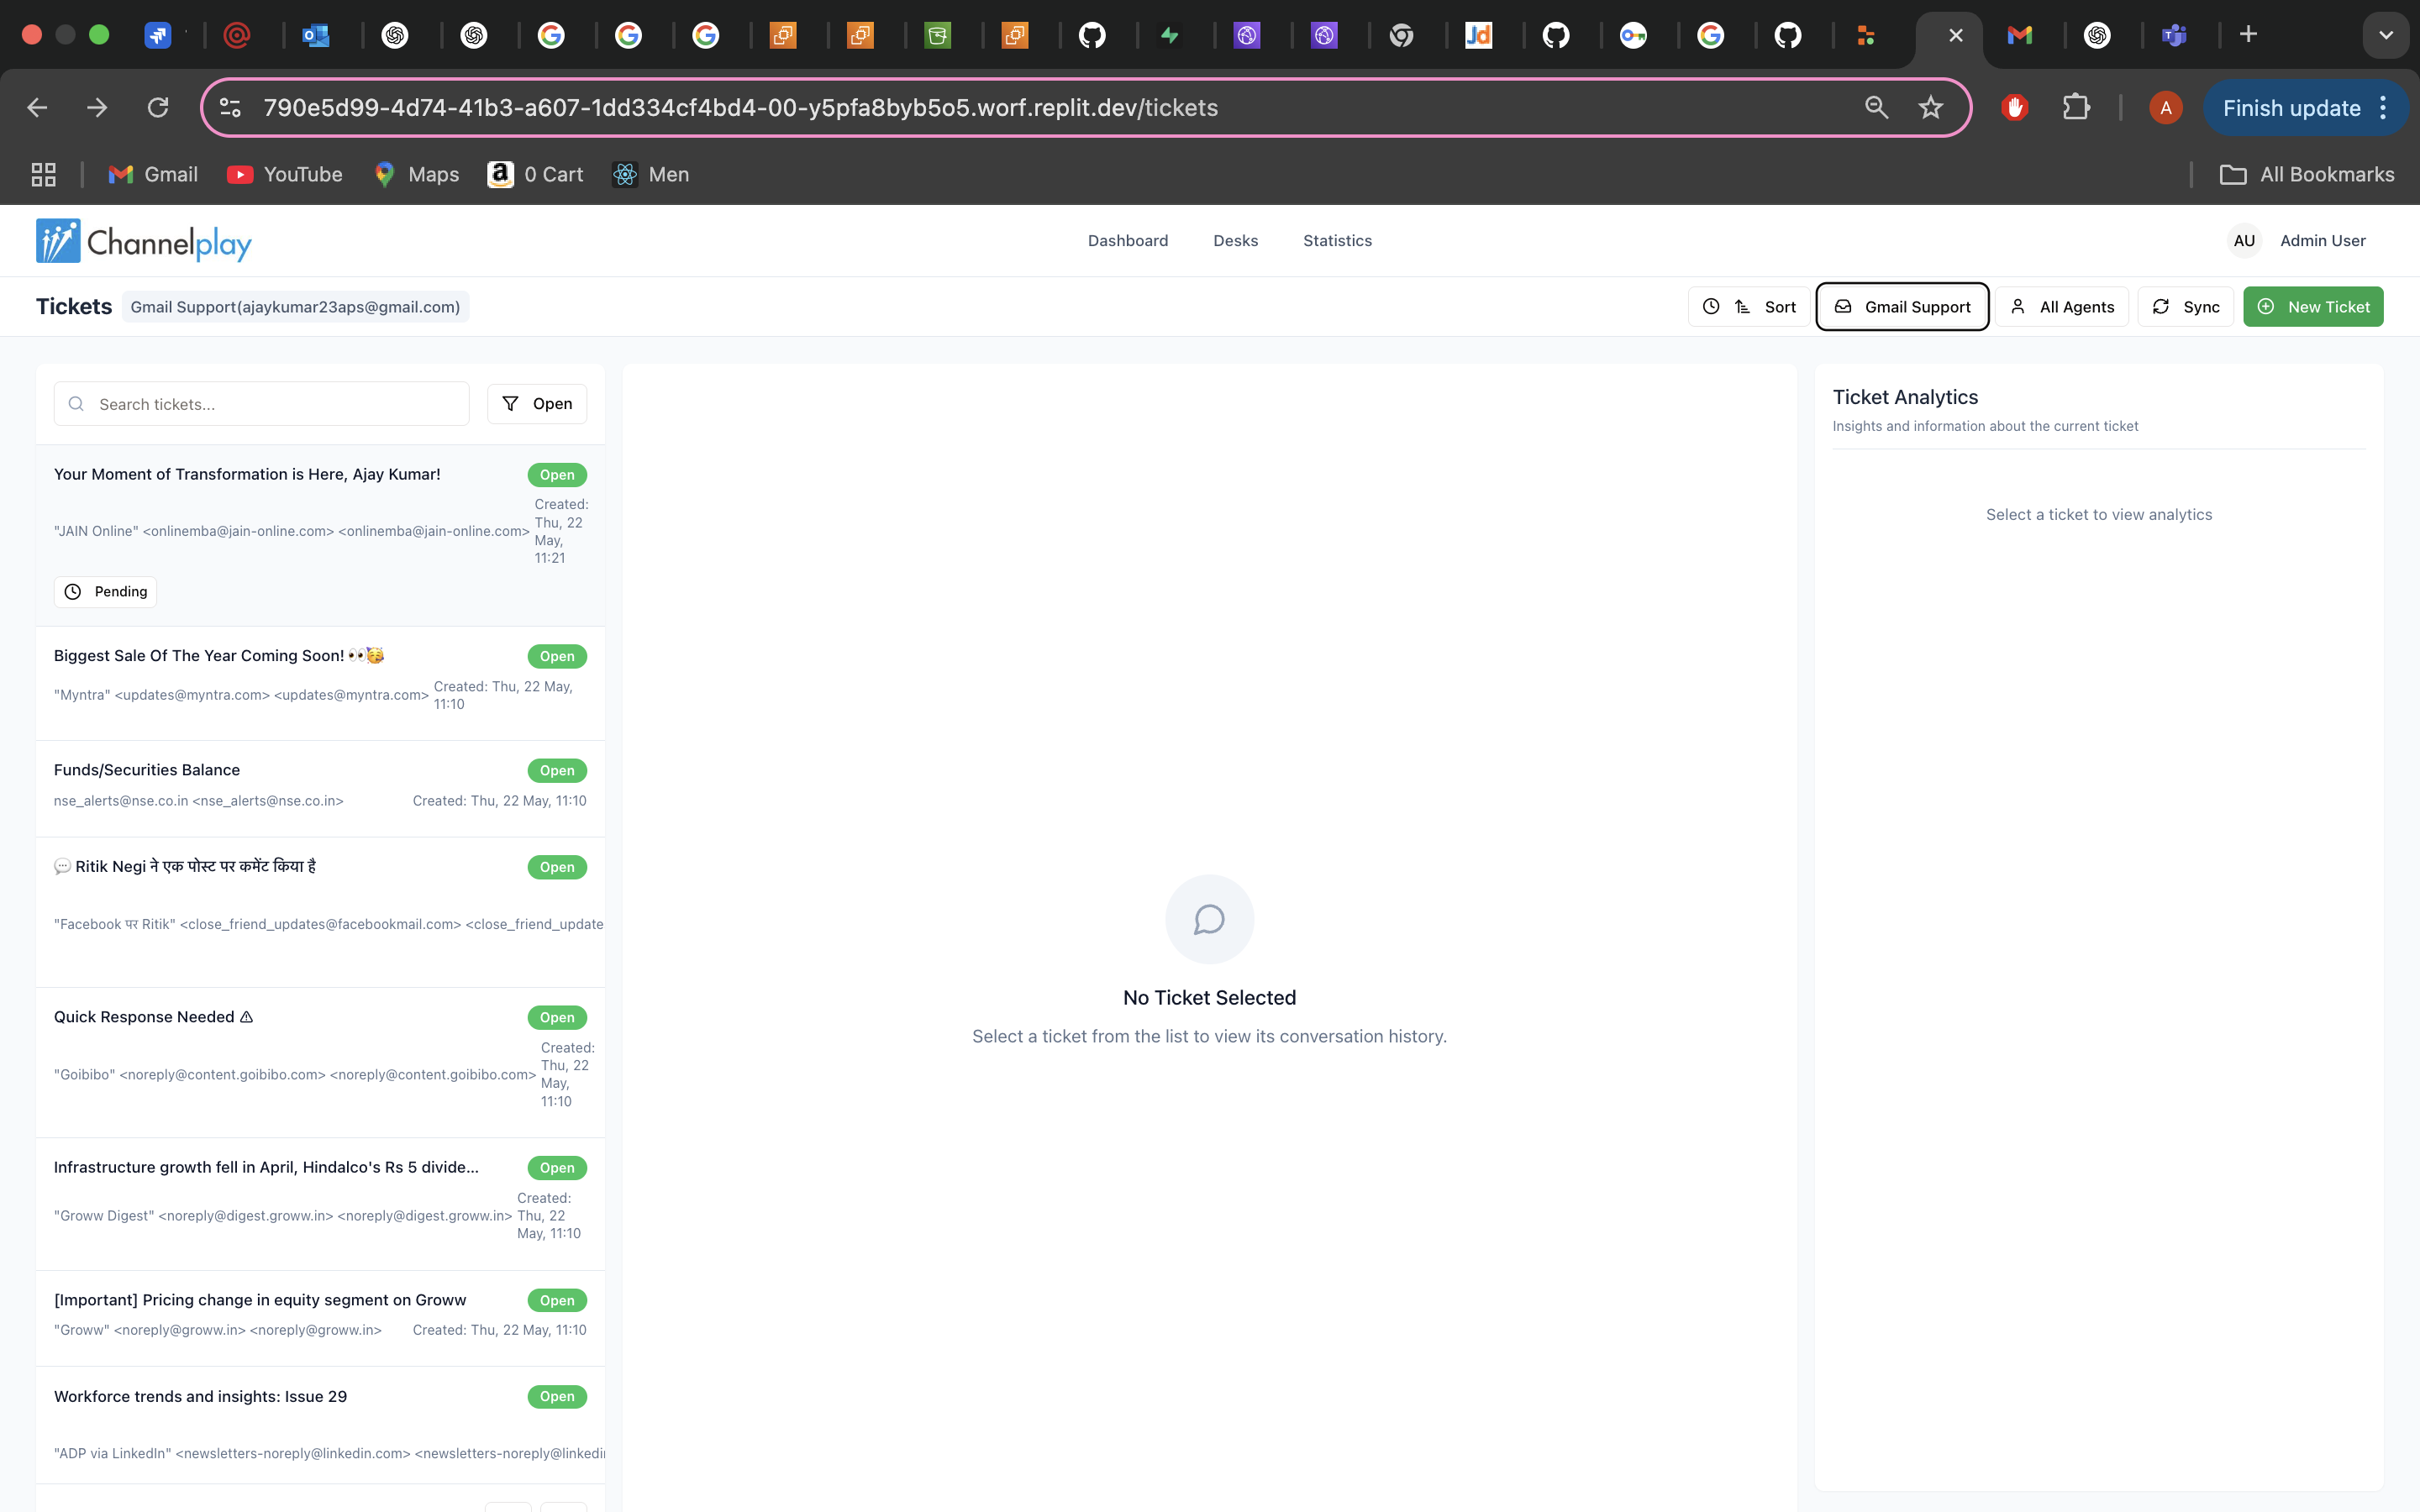 790e5d99-4d74-41b3-a607-1dd334cf4bd4-00-y5pfa8byb5o5.worf.replit.dev/tickets
A
Finish update
Gmail
YouTube
Maps
0 Cart
Men
All Bookmarks
Channelplay
Dashboard
Desks
Statistics
AU
Admin User
Tickets
Gmail Support(ajaykumar23aps@gmail.com)
Sort
Gmail Support
All Agents
Sync
New Ticket
Search tickets...
Open
Your Moment of Transformation is Here, Ajay Kumar!
Open
"JAIN Online" <onlinemba@jain-online.com> <onlinemba@jain-online.com>
Created:
Thu, 22
May,
11:21
Pending
Biggest Sale Of The Year Coming Soon! 👀🥳
Open
"Myntra" <updates@myntra.com> <updates@myntra.com>
Created: Thu, 22 May,
11:10
Funds/Securities Balance
Open
nse_alerts@nse.co.in <nse_alerts@nse.co.in>
Created: Thu, 22 May, 11:10
💬 Ritik Negi ने एक पोस्ट पर कमेंट किया है
Open
"Facebook पर Ritik" <close_friend_updates@facebookmail.com> <close_friend_update
Quick Response Needed ⚠
Open
"Goibibo" <noreply@content.goibibo.com> <noreply@content.goibibo.com>
Created:
Thu, 22
May,
11:10
Infrastructure growth fell in April, Hindalco's Rs 5 divide...
Open
"Groww Digest" <noreply@digest.groww.in> <noreply@digest.groww.in>
Created:
Thu, 22
May, 11:10
[Important] Pricing change in equity segment on Groww
Open
"Groww" <noreply@groww.in> <noreply@groww.in>
Created: Thu, 22 May, 11:10
Workforce trends and insights: Issue 29
Open
"ADP via LinkedIn" <newsletters-noreply@linkedin.com> <newsletters-noreply@linkedin
No Ticket Selected
Select a ticket from the list to view its conversation history.
Ticket Analytics
Insights and information about the current ticket
Select a ticket to view analytics